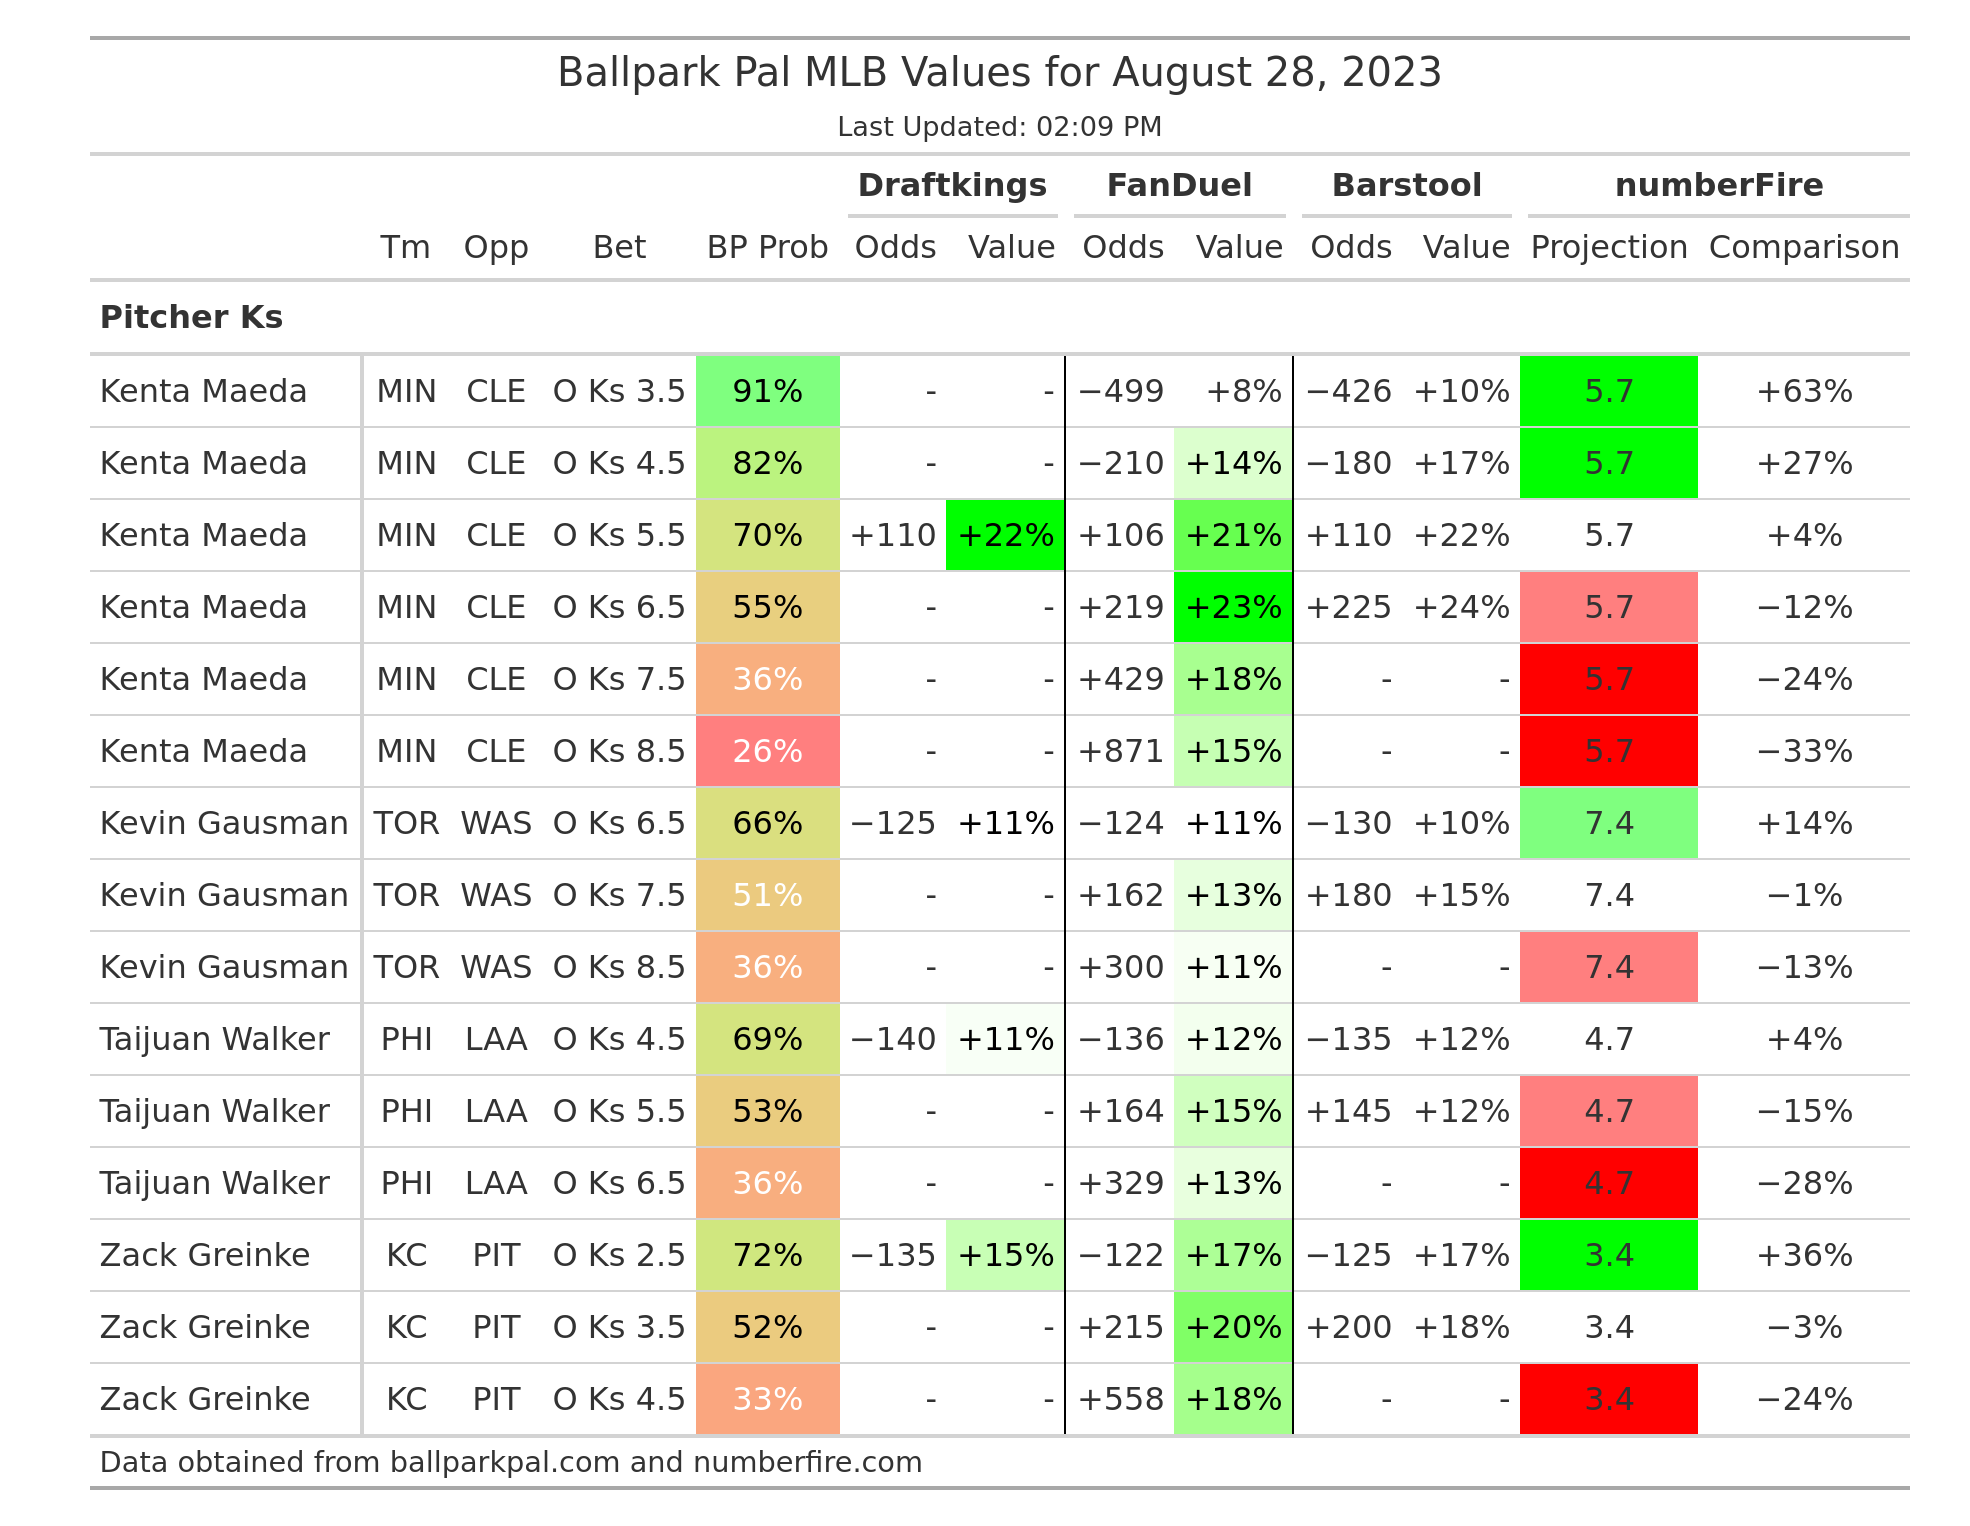 Ballpark Pal MLB Values for August 28, 2023
Last Updated: 02:09 PM
Draftkings FanDuel Barstool numberFire
Tm Opp Bet BP Prob Odds Value Odds Value Odds Value Projection Comparison
Pitcher Ks
Kenta Maeda MIN CLE O Ks 3.5 91% - - −499 +8% −426 +10% 5.7 +63%
Kenta Maeda MIN CLE O Ks 4.5 82% - - −210 +14% −180 +17% 5.7 +27%
Kenta Maeda MIN CLE O Ks 5.5 70% +110 +22% +106 +21% +110 +22% 5.7 +4%
Kenta Maeda MIN CLE O Ks 6.5 55% - - +219 +23% +225 +24% 5.7 −12%
Kenta Maeda MIN CLE O Ks 7.5 36% - - +429 +18% - - 5.7 −24%
Kenta Maeda MIN CLE O Ks 8.5 26% - - +871 +15% - - 5.7 −33%
Kevin Gausman TOR WAS O Ks 6.5 66% −125 +11% −124 +11% −130 +10% 7.4 +14%
Kevin Gausman TOR WAS O Ks 7.5 51% - - +162 +13% +180 +15% 7.4 −1%
Kevin Gausman TOR WAS O Ks 8.5 36% - - +300 +11% - - 7.4 −13%
Taijuan Walker PHI LAA O Ks 4.5 69% −140 +11% −136 +12% −135 +12% 4.7 +4%
Taijuan Walker PHI LAA O Ks 5.5 53% - - +164 +15% +145 +12% 4.7 −15%
Taijuan Walker PHI LAA O Ks 6.5 36% - - +329 +13% - - 4.7 −28%
Zack Greinke KC PIT O Ks 2.5 72% −135 +15% −122 +17% −125 +17% 3.4 +36%
Zack Greinke KC PIT O Ks 3.5 52% - - +215 +20% +200 +18% 3.4 −3%
Zack Greinke KC PIT O Ks 4.5 33% - - +558 +18% - - 3.4 −24%
Data obtained from ballparkpal.com and numberfire.com